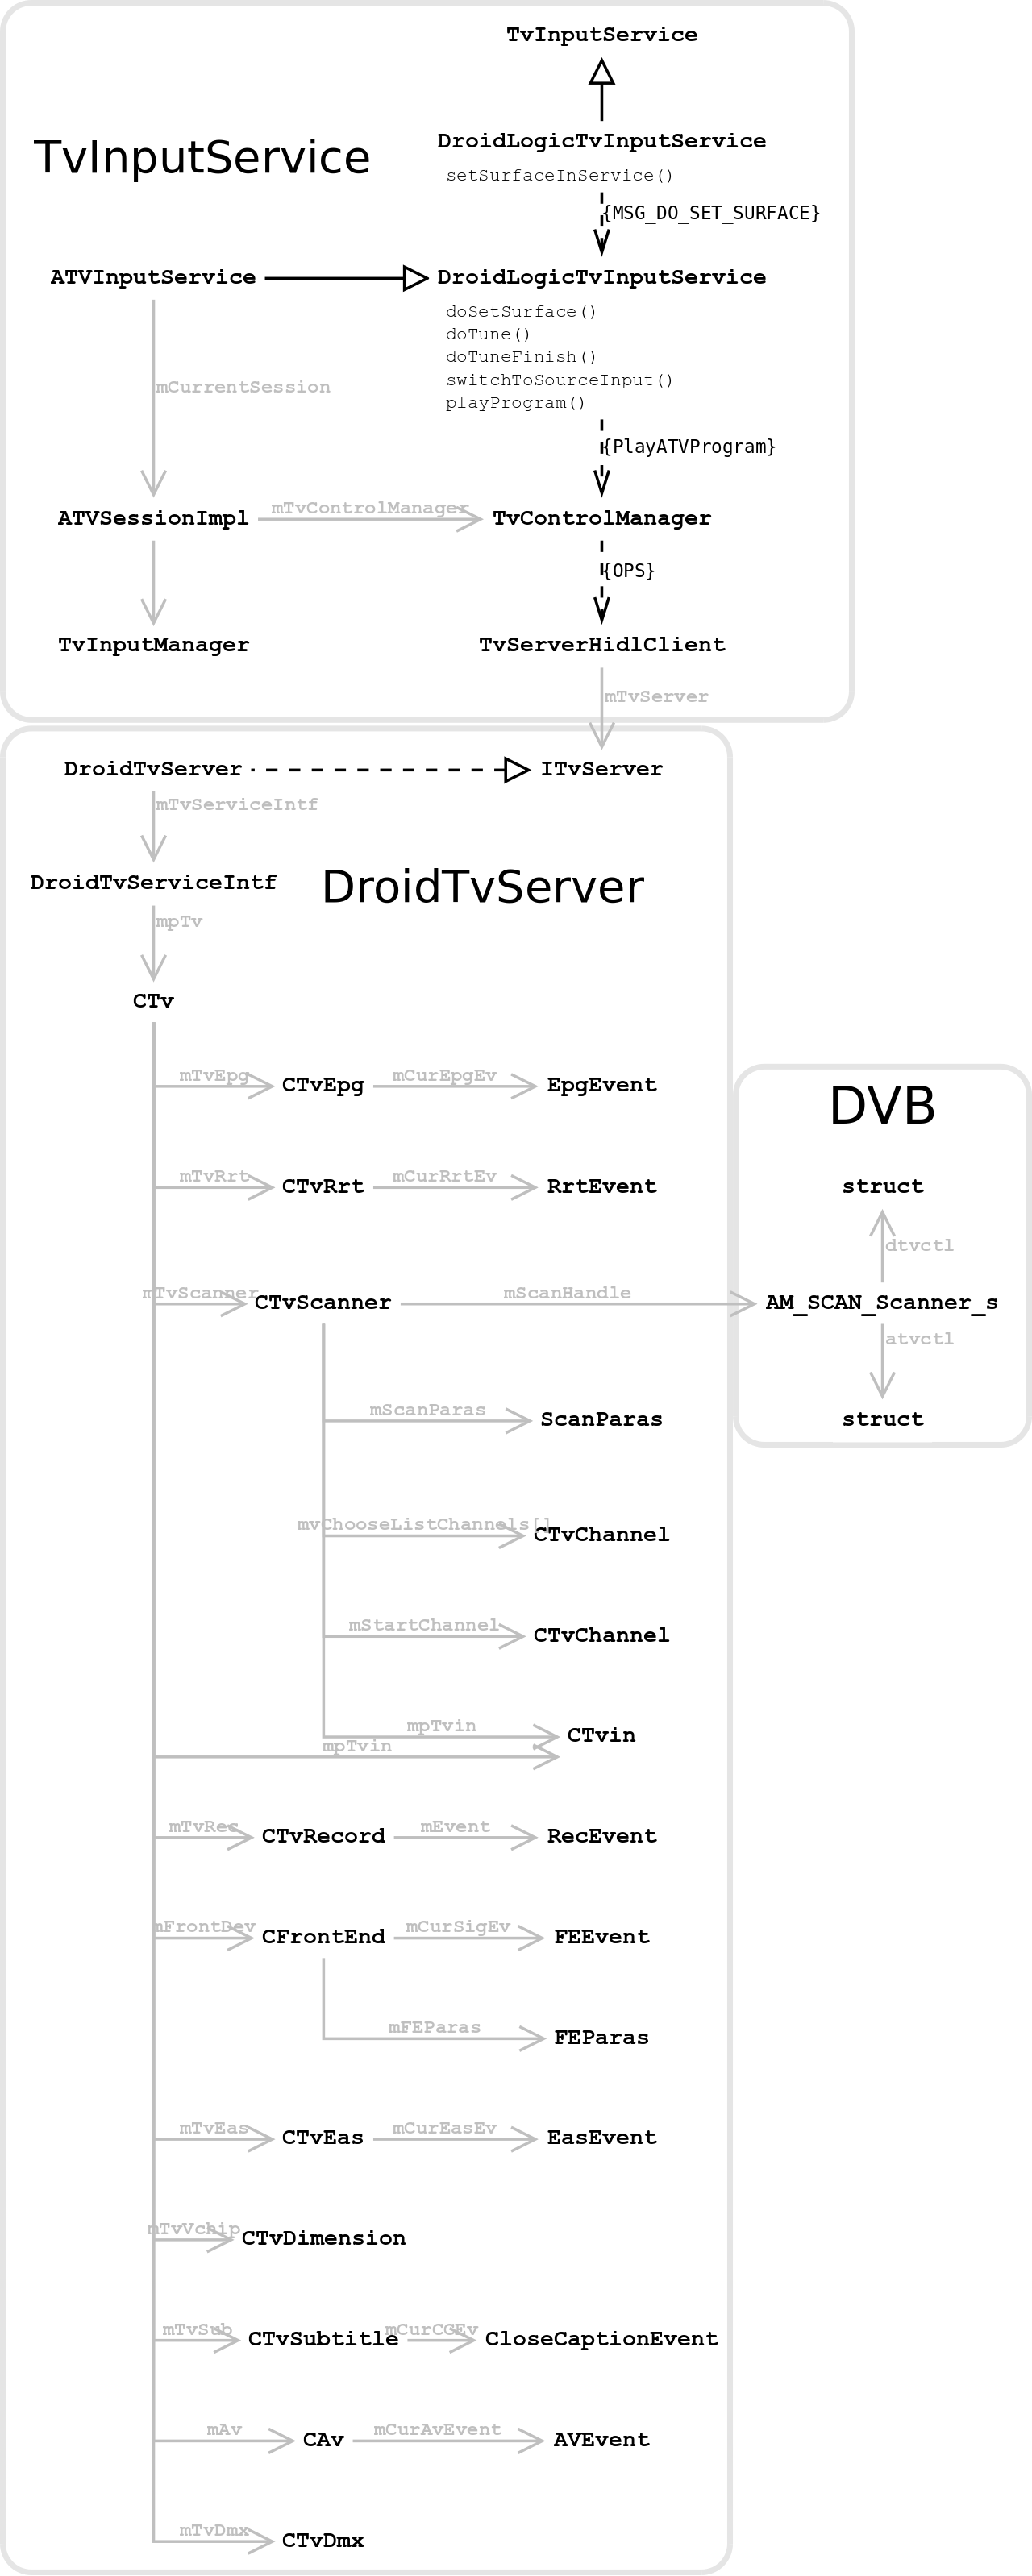 TvInputService
TvInputService
DroidLogicTvInputService
setSurfaceInService()
{MSG_DO_SET_SURFACE}
ATVInputService
DroidLogicTvInputService
doSetSurface()
doTune()
doTuneFinish()
switchToSourceInput()
playProgram()
mCurrentSession
{PlayATVProgram}
ATVSessionImpl
mTvControlManager
TvControlManager
{OPS}
TvInputManager
TvServerHidlClient
mTvServer
DroidTvServer
ITvServer
mTvServiceIntf
DroidTvServiceIntf
DroidTvServer
mpTv
CTv
mTvEpg
CTvEpg
mCurEpgEv
EpgEvent
DVB
mTvRrt
CTvRrt
mCurRrtEv
RrtEvent
struct
dtvctl
mTvScanner
CTvScanner
mScanHandle
AM_SCAN_Scanner_s
atvctl
mScanParas
ScanParas
struct
mvChooseListChannels[]
CTvChannel
mStartChannel
CTvChannel
mpTvin
CTvin
mpTvin
mTvRec
CTvRecord
mEvent
RecEvent
mFrontDev
CFrontEnd
mCurSigEv
FEEvent
mFEParas
FEParas
mTvEas
CTvEas
mCurEasEv
EasEvent
mTvVchip
CTvDimension
mTvSub
CTvSubtitle
mCurCCEv
CloseCaptionEvent
mAv
CAv
mCurAvEvent
AVEvent
mTvDmx
CTvDmx